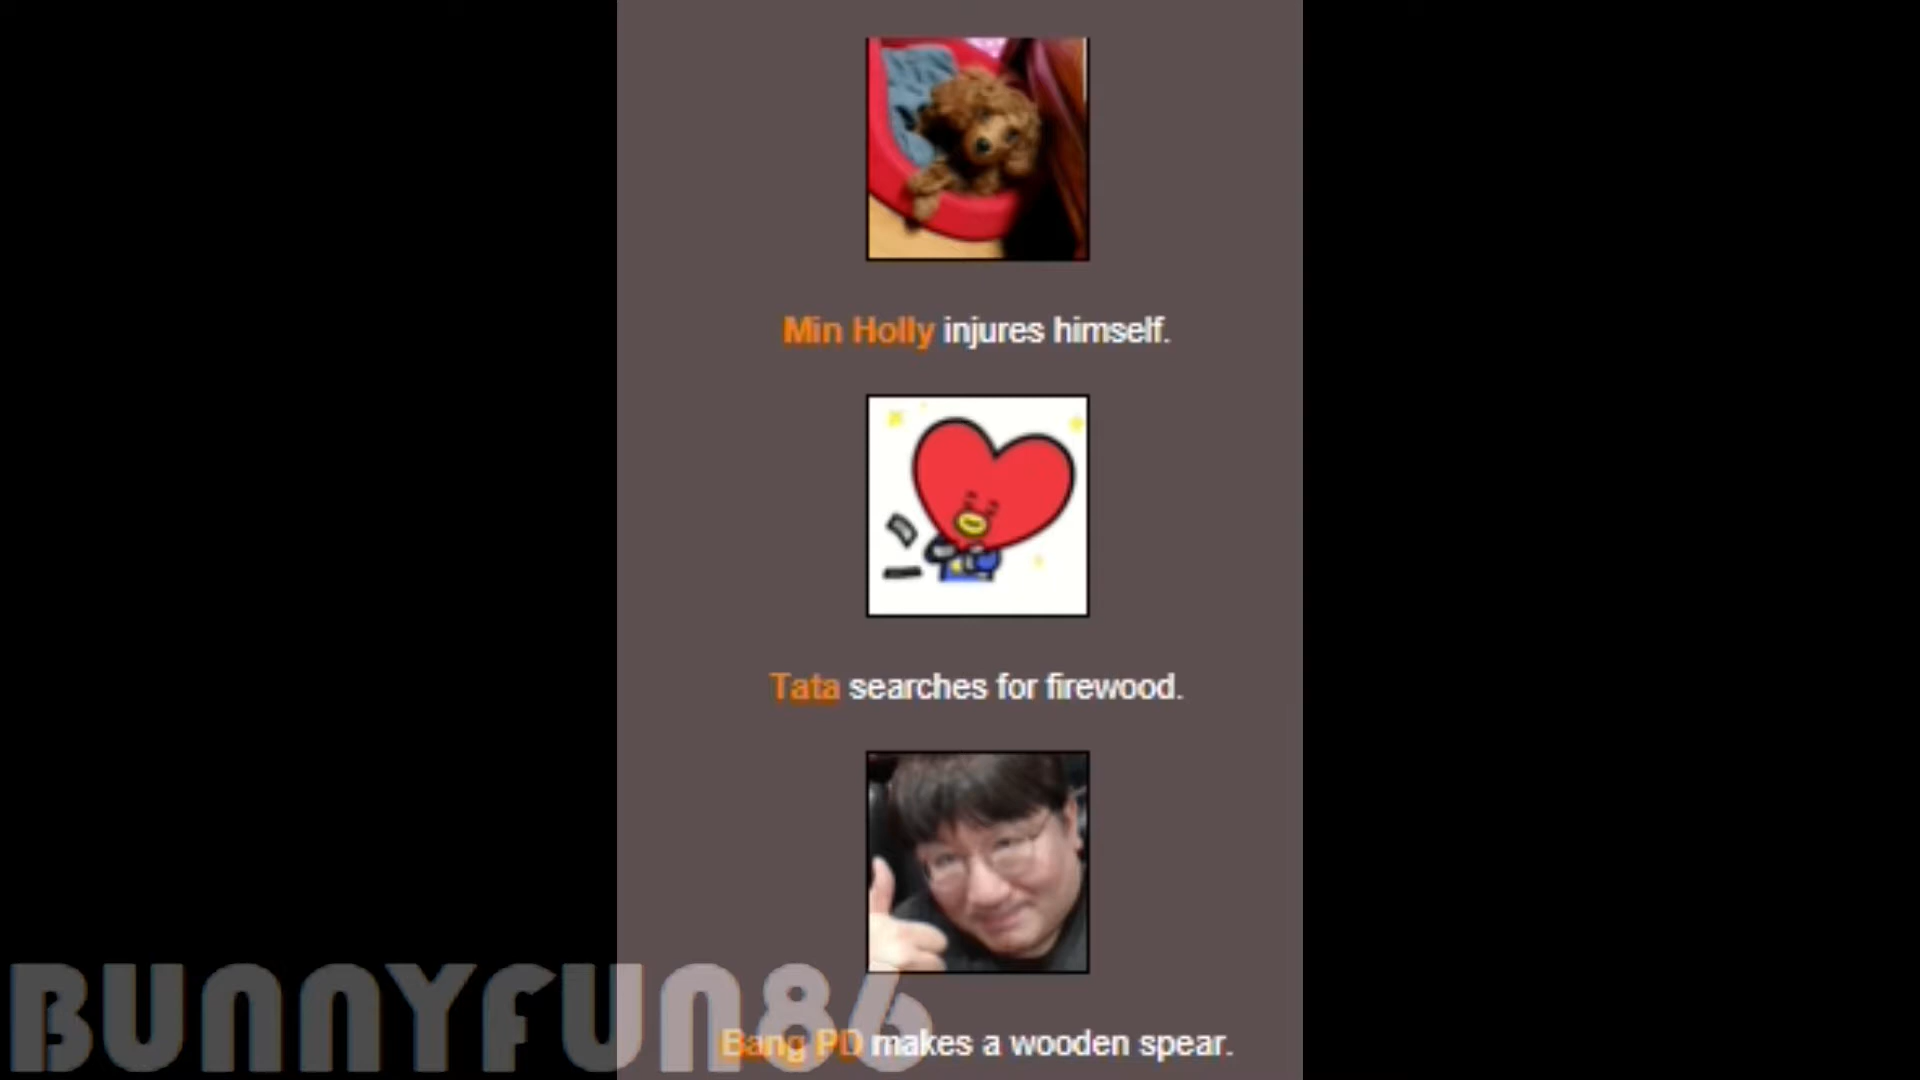 Min Holly injures himself.
Tata searches for firewood.
Bang PD makes a wooden spear.
BUNNYFUN86